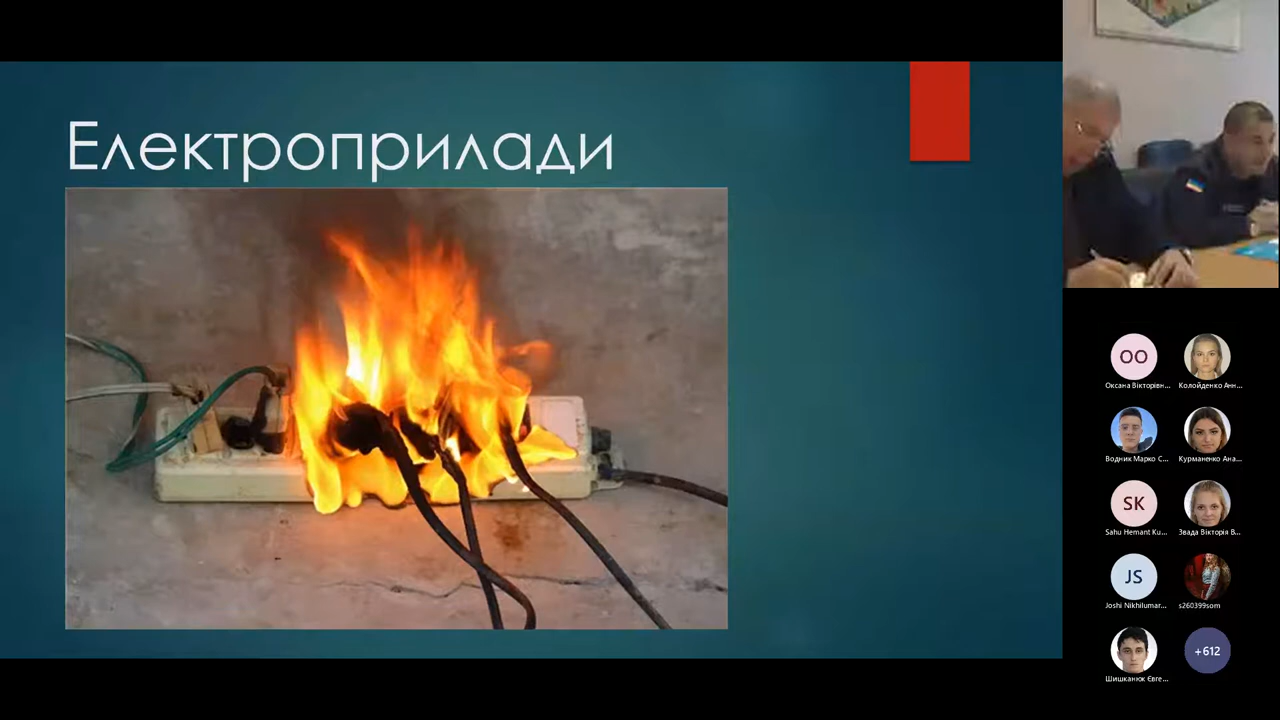 Електроприлади
OO
Оксана Вікторівн...
Колойденко Анн...
Водник Марко С...
Курманенко Ана...
SK
Sahu Hemant Ku...
Звада Вікторія В...
JS
Joshi Nikhilumar...
s260399som
Шишканюк Євге...
+612